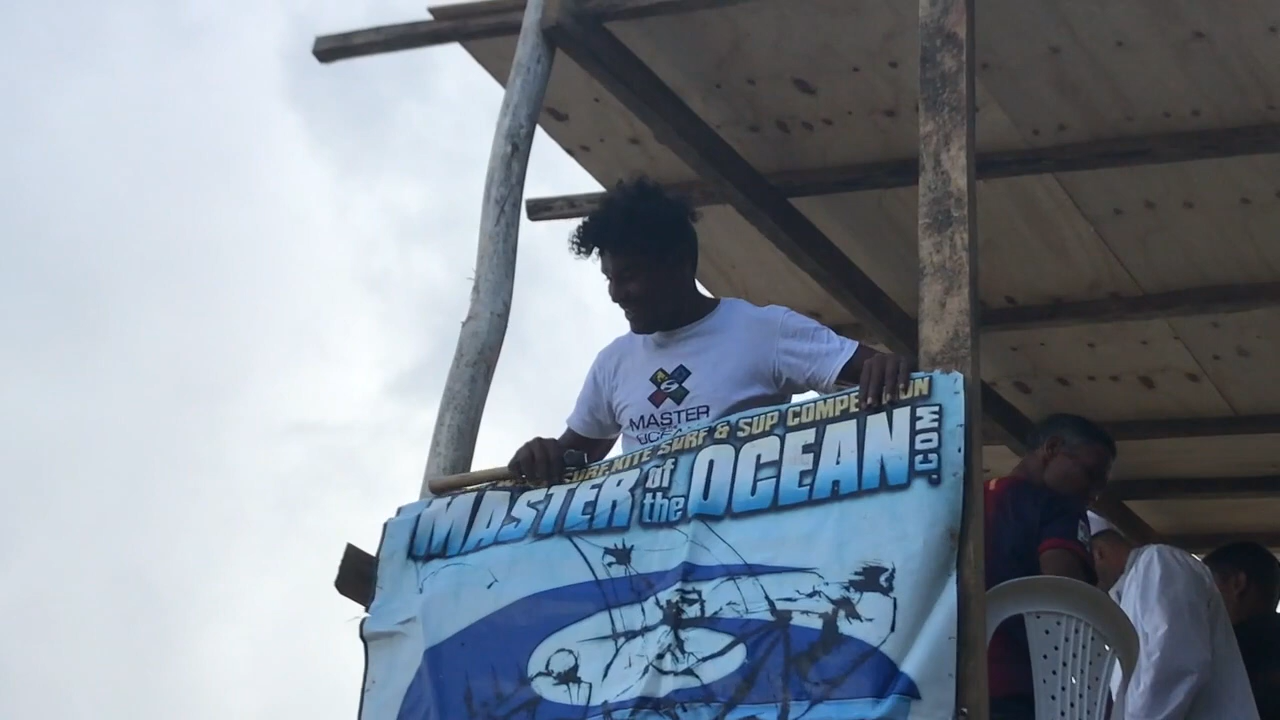 MASTER
SURF, KITE SURF & SUP COMPETITION
MASTER of the OCEAN .COM